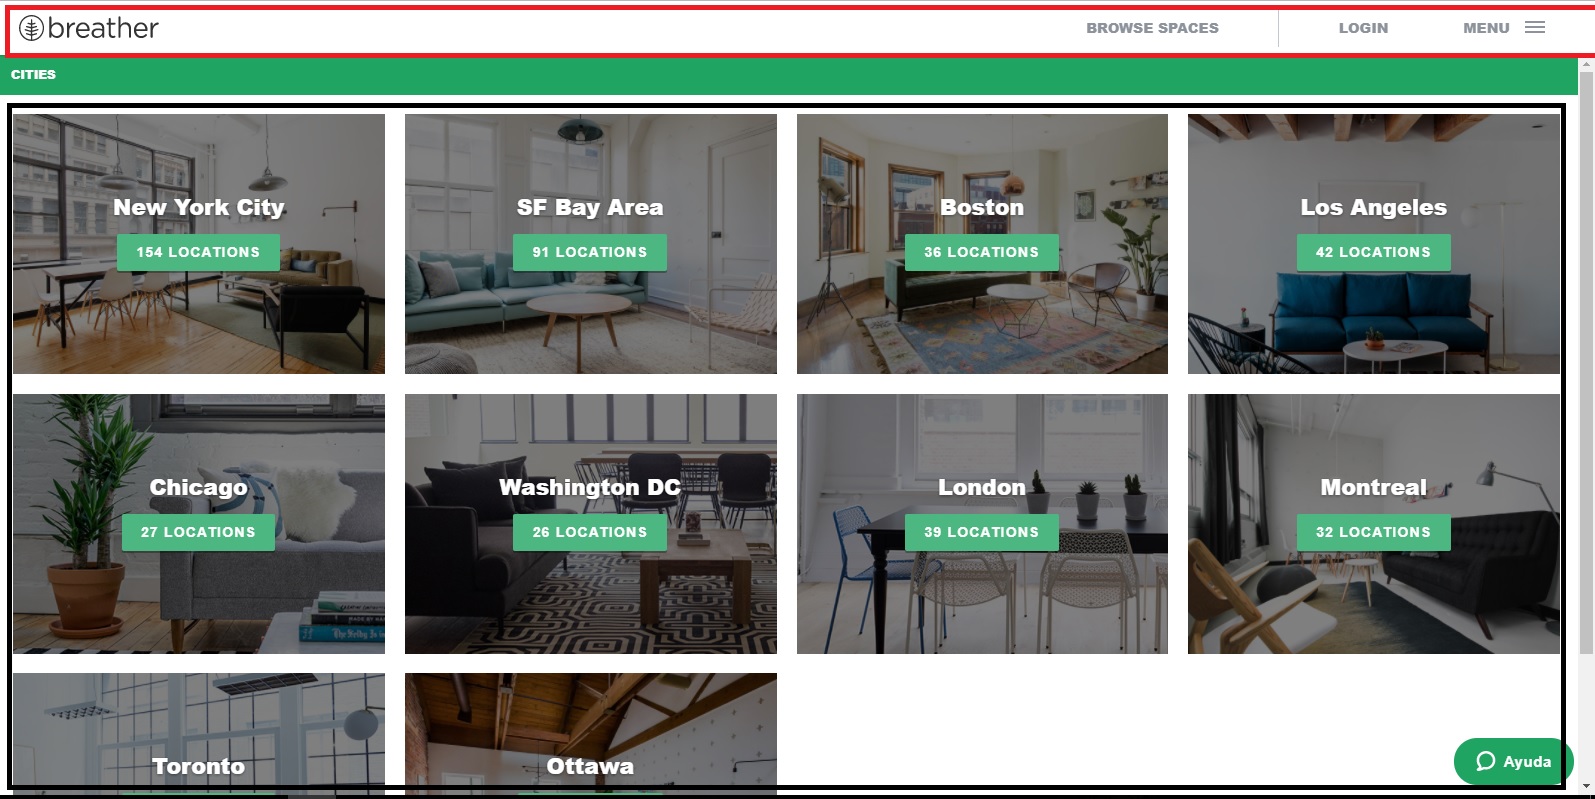 breather
BROWSE SPACES
LOGIN
MENU
CITIES
New York City
154 LOCATIONS
SF Bay Area
91 LOCATIONS
Boston
36 LOCATIONS
Los Angeles
42 LOCATIONS
Chicago
27 LOCATIONS
Washington DC
26 LOCATIONS
London
39 LOCATIONS
Montreal
32 LOCATIONS
Toronto
Ottawa
Ayuda